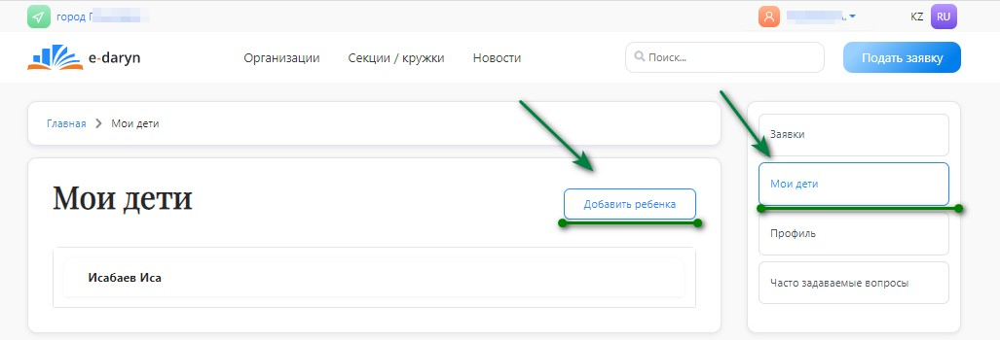 город
KZ RU
e-daryn Организации Секции / кружки Новости Поиск... Подать заявку
Главная Мои дети
Мои дети
Добавить ребенка
Исабаев Иса
Заявки
Мои дети
Профиль
Часто задаваемые вопросы